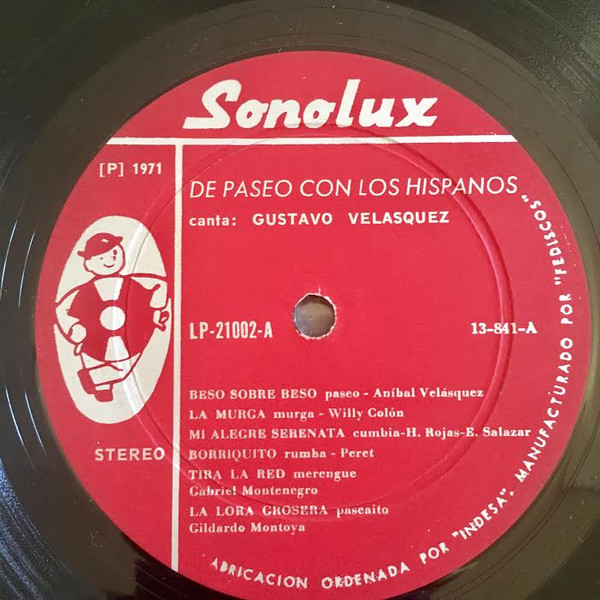 Sonolux
[P] 1971
DE PASEO CON LOS HISPANOS
canta: GUSTAVO VELASQUEZ
LP-21002-A 13-841-A
BESO SOBRE BESO paseo - Aníbal Velásquez
LA MURGA murga - Willy Colón
MI ALEGRE SERENATA cumbia-H. Rojas-E. Salazar
STEREO
BORRIQUITO rumba - Peret
TIRA LA RED merengue
Gabriel Montenegro
LA LORA GROSERA paseaito
Gildardo Montoya
ABRICACION ORDENADA POR "INDESA", MANUFACTURADO POR "FEDISCOS"